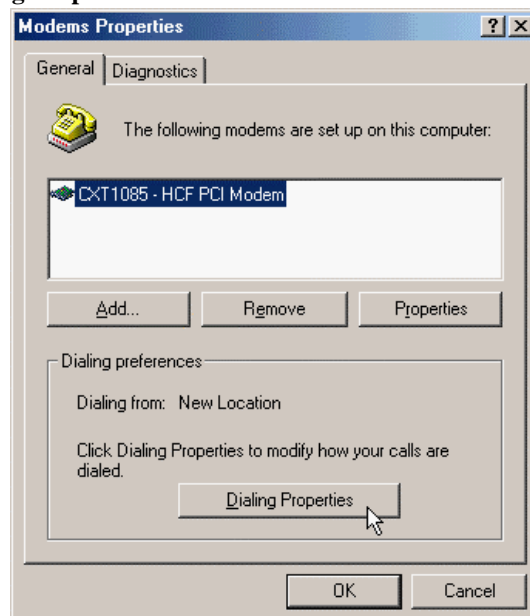 Modems Properties
General Diagnostics
The following modems are set up on this computer:
CXT1085 - HCF PCI Modem
Add... Remove Properties
Dialing preferences
Dialing from: New Location
Click Dialing Properties to modify how your calls are
dialed.
Dialing Properties
OK Cancel